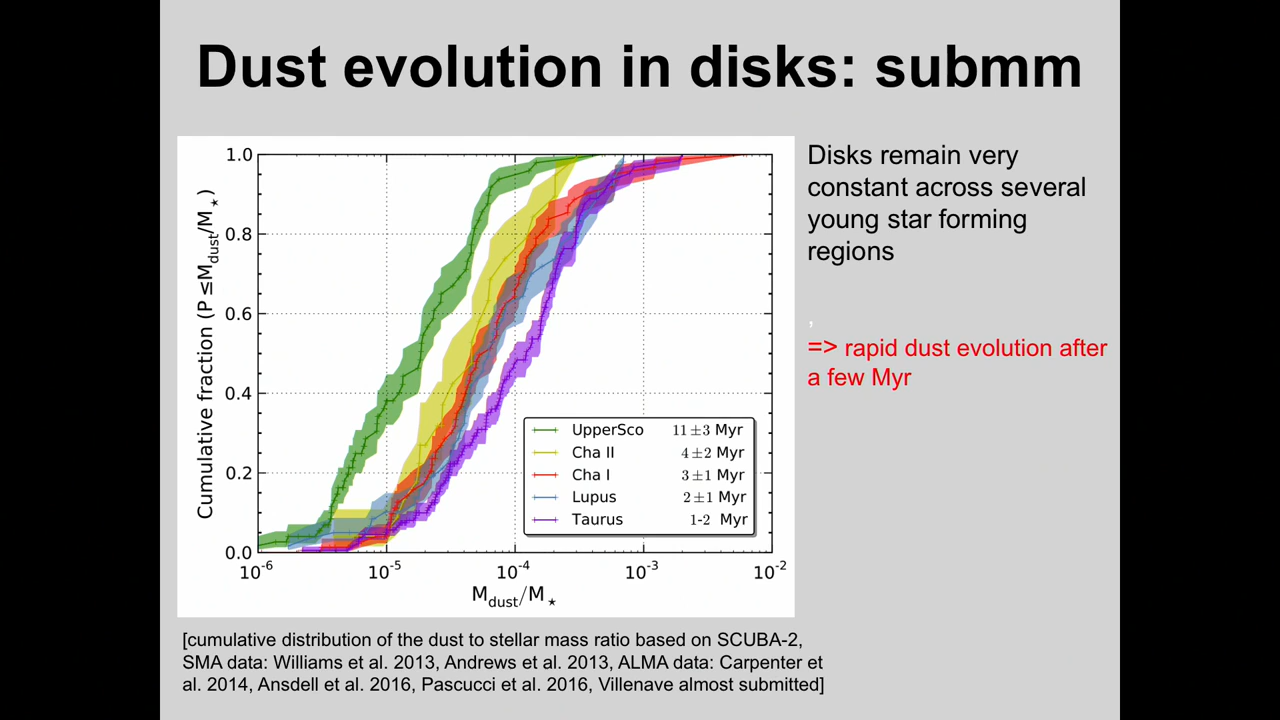 Dust evolution in disks: submm
1.0
0.8
0.6
0.4
0.2
0.0
Cumulative fraction (P ≤M_dust/M_⋆)
10^-6
10^-5
10^-4
10^-3
10^-2
M_dust/M_⋆
UpperSco 11±3 Myr
Cha II 4±2 Myr
Cha I 3±1 Myr
Lupus 2±1 Myr
Taurus 1-2 Myr
Disks remain very
constant across several
young star forming
regions
,
=> rapid dust evolution after
a few Myr
[cumulative distribution of the dust to stellar mass ratio based on SCUBA-2,
SMA data: Williams et al. 2013, Andrews et al. 2013, ALMA data: Carpenter et
al. 2014, Ansdell et al. 2016, Pascucci et al. 2016, Villenave almost submitted]